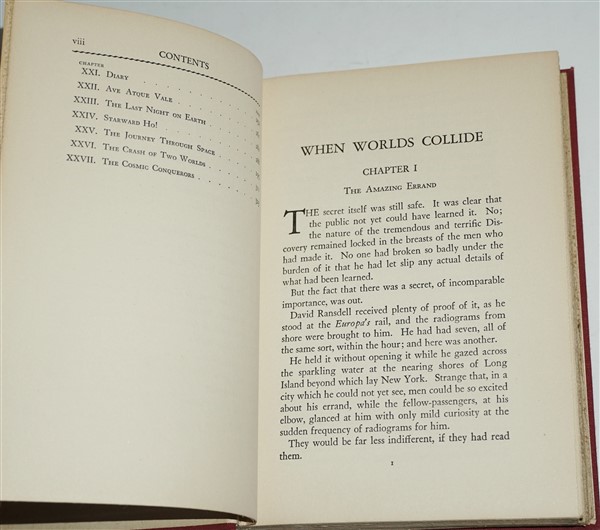 viii
CONTENTS
CHAPTER
XXI. Diary
XXII. Ave Atque Vale
XXIII. The Last Night on Earth
XXIV. Starward Ho!
XXV. The Journey Through Space
XXVI. The Crash of Two Worlds
XXVII. The Cosmic Conquerors
WHEN WORLDS COLLIDE
CHAPTER I
The Amazing Errand
THE secret itself was still safe. It was clear that
the public not yet could have learned it. No;
the nature of the tremendous and terrific Dis-
covery remained locked in the breasts of the men who
had made it. No one had broken so badly under the
burden of it that he had let slip any actual details of
what had been learned.
But the fact that there was a secret, of incomparable
importance, was out.
David Ransdell received plenty of proof of it, as he
stood at the Europa's rail, and the radiograms from
shore were brought to him. He had had seven, all of
the same sort, within the hour; and here was another.
He held it without opening it while he gazed across
the sparkling water at the nearing shores of Long
Island beyond which lay New York. Strange that, in a
city which he could not yet see, men could be so excited
about his errand, while the fellow-passengers, at his
elbow, glanced at him with only mild curiosity at the
sudden frequency of radiograms for him.
They would be far less indifferent, if they had read
them.
1